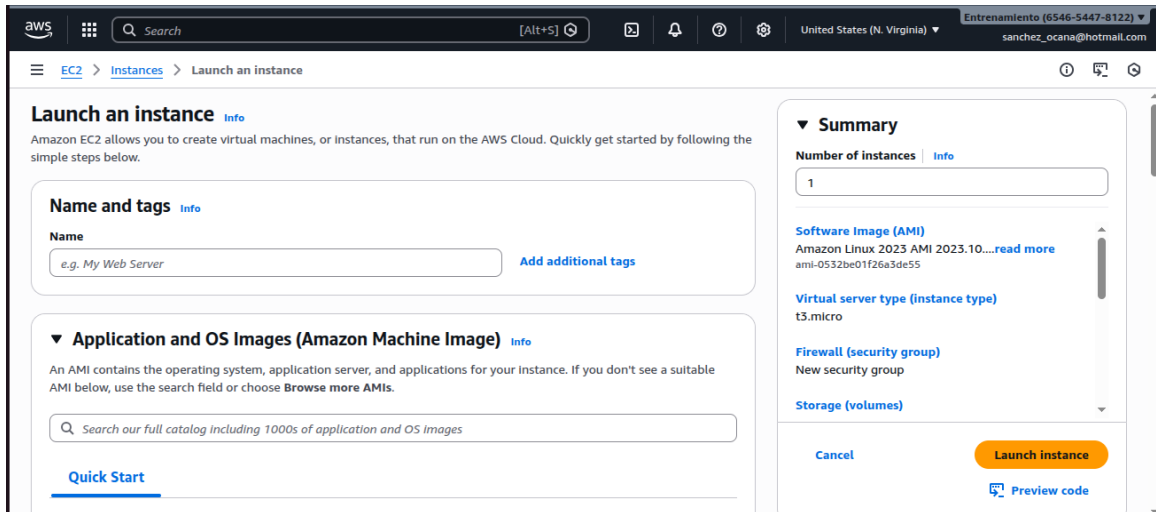 aws
Search
[Alt+S]
United States (N. Virginia) ▼
Entrenamiento (6546-5447-8122) ▼
sanchez_ocana@hotmail.com
EC2 > Instances > Launch an instance
Launch an instance Info
Amazon EC2 allows you to create virtual machines, or instances, that run on the AWS Cloud. Quickly get started by following the
simple steps below.
Name and tags Info
Name
e.g. My Web Server
Add additional tags
▼ Application and OS Images (Amazon Machine Image) Info
An AMI contains the operating system, application server, and applications for your instance. If you don't see a suitable
AMI below, use the search field or choose Browse more AMIs.
Search our full catalog including 1000s of application and OS images
Quick Start
▼ Summary
Number of instances | Info
1
Software Image (AMI)
Amazon Linux 2023 AMI 2023.10....read more
ami-0532be01f26a3de55
Virtual server type (instance type)
t3.micro
Firewall (security group)
New security group
Storage (volumes)
Cancel
Launch instance
Preview code